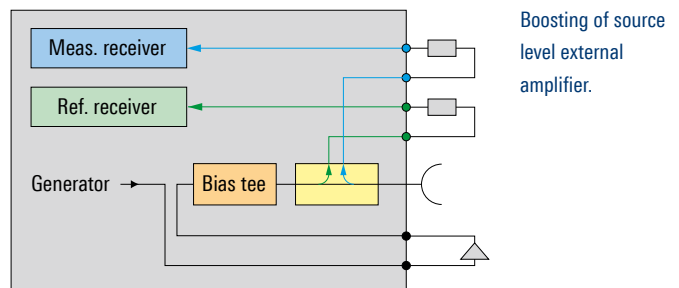 Boosting of source
level external
amplifier.
Meas. receiver
Ref. receiver
Generator
Bias tee